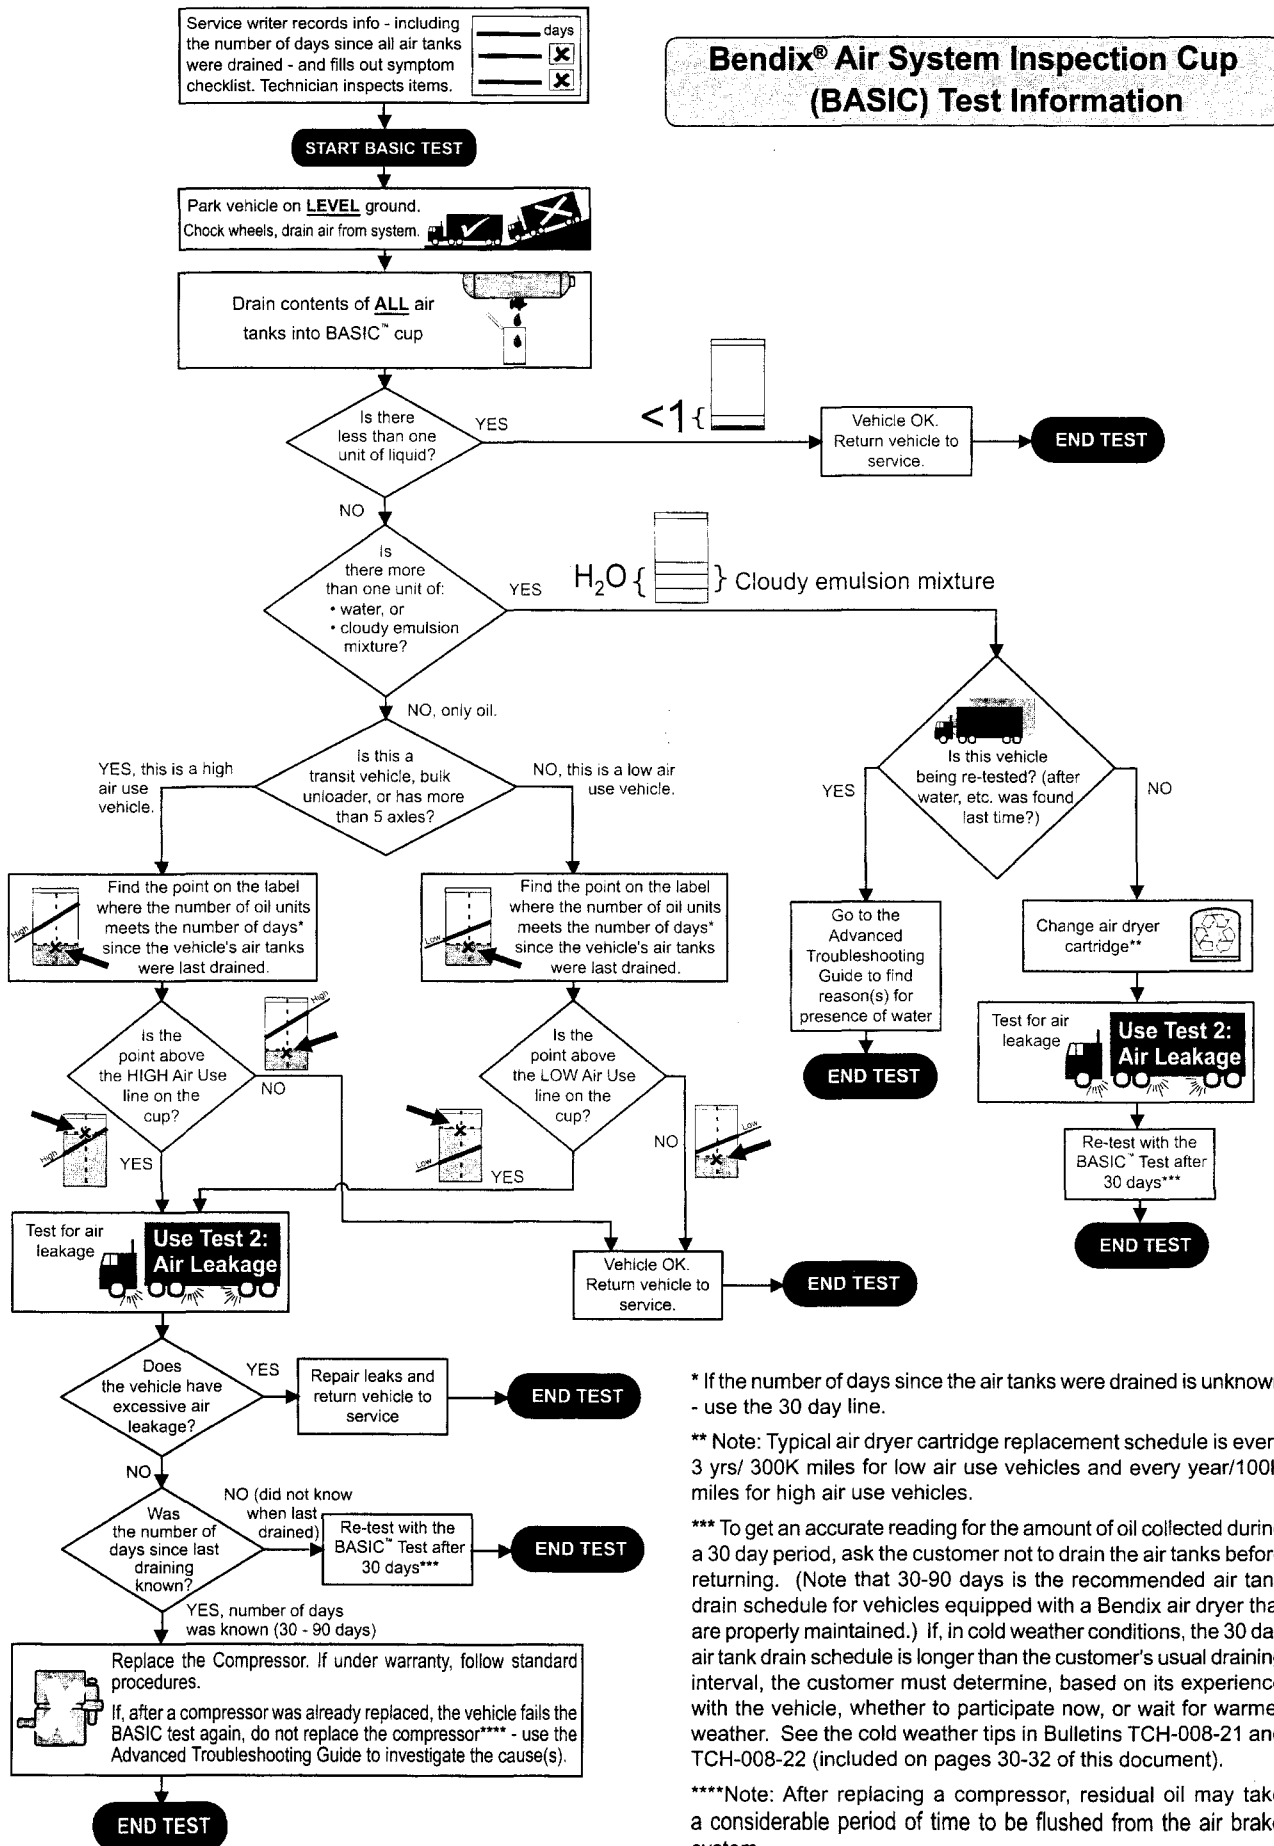 Service writer records info - including
the number of days since all air tanks
were drained - and fills out symptom
checklist. Technician inspects items.
days
Bendix® Air System Inspection Cup
(BASIC) Test Information
START BASIC TEST
Park vehicle on LEVEL ground.
Chock wheels, drain air from system.
Drain contents of ALL air
tanks into BASIC™ cup
Is there
less than one
unit of liquid?
YES
<1{
Vehicle OK.
Return vehicle to
service.
END TEST
NO
Is
there more
than one unit of:
• water, or
• cloudy emulsion
mixture?
YES
H₂O { } Cloudy emulsion mixture
NO, only oil.
Is this a
transit vehicle, bulk
unloader, or has more
than 5 axles?
YES, this is a high
air use
vehicle.
NO, this is a low air
use vehicle.
Is this vehicle
being re-tested? (after
water, etc. was found
last time?)
YES
NO
Find the point on the label
where the number of oil units
meets the number of days*
since the vehicle's air tanks
were last drained.
High
Find the point on the label
where the number of oil units
meets the number of days*
since the vehicle's air tanks
were last drained.
Low
Go to the
Advanced
Troubleshooting
Guide to find
reason(s) for
presence of water
END TEST
Change air dryer
cartridge**
Test for air
leakage
Use Test 2:
Air Leakage
Re-test with the
BASIC™ Test after
30 days***
END TEST
Is the
point above
the HIGH Air Use
line on the
cup?
High
NO
High
YES
Is the
point above
the LOW Air Use
line on the
cup?
Low
YES
NO
Low
Test for air
leakage
Use Test 2:
Air Leakage
Vehicle OK.
Return vehicle to
service.
END TEST
Does
the vehicle have
excessive air
leakage?
YES
Repair leaks and
return vehicle to
service
END TEST
NO
Was
the number of
days since last
draining
known?
NO (did not know
when last
drained)
Re-test with the
BASIC™ Test after
30 days***
END TEST
YES, number of days
was known (30 - 90 days)
Replace the Compressor. If under warranty, follow standard
procedures.
If, after a compressor was already replaced, the vehicle fails the
BASIC test again, do not replace the compressor**** - use the
Advanced Troubleshooting Guide to investigate the cause(s).
END TEST
* If the number of days since the air tanks were drained is unknown
- use the 30 day line.
** Note: Typical air dryer cartridge replacement schedule is ever
3 yrs/ 300K miles for low air use vehicles and every year/100
miles for high air use vehicles.
*** To get an accurate reading for the amount of oil collected durin
a 30 day period, ask the customer not to drain the air tanks befor
returning. (Note that 30-90 days is the recommended air tan
drain schedule for vehicles equipped with a Bendix air dryer tha
are properly maintained.) If, in cold weather conditions, the 30 da
air tank drain schedule is longer than the customer's usual draining
interval, the customer must determine, based on its experienc
with the vehicle, whether to participate now, or wait for warme
weather. See the cold weather tips in Bulletins TCH-008-21 an
TCH-008-22 (included on pages 30-32 of this document).
****Note: After replacing a compressor, residual oil may tak
a considerable period of time to be flushed from the air brak